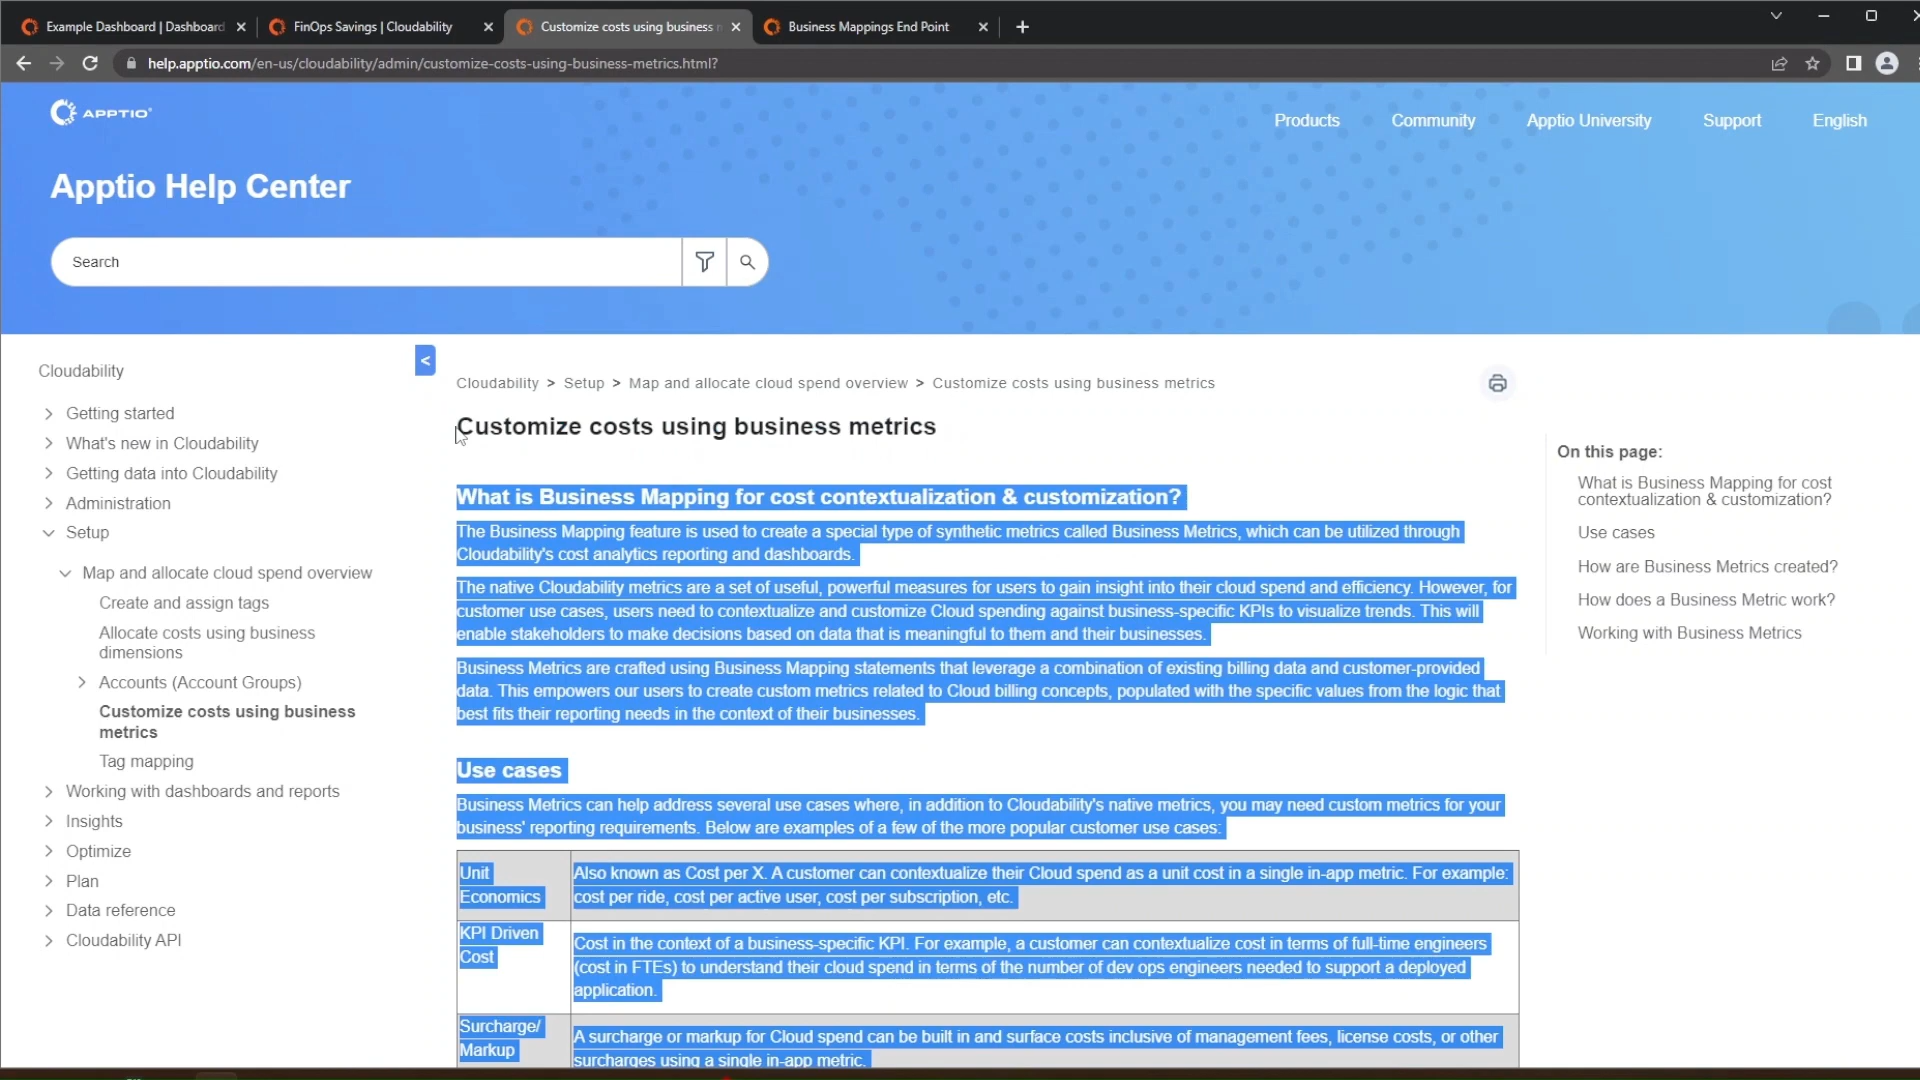 Example Dashboard | Dashboard
FinOps Savings | Cloudability
Customize costs using business
Business Mappings End Point
help.apptio.com/en-us/cloudability/admin/customize-costs-using-business-metrics.html?
APPTIO
Products
Community
Apptio University
Support
English
Apptio Help Center
Search
Cloudability
Getting started
What's new in Cloudability
Getting data into Cloudability
Administration
Setup
Map and allocate cloud spend overview
Create and assign tags
Allocate costs using business
dimensions
Accounts (Account Groups)
Customize costs using business
metrics
Tag mapping
Working with dashboards and reports
Insights
Optimize
Plan
Data reference
Cloudability API
<
Cloudability > Setup > Map and allocate cloud spend overview > Customize costs using business metrics
Customize costs using business metrics
What is Business Mapping for cost contextualization & customization?
The Business Mapping feature is used to create a special type of synthetic metrics called Business Metrics, which can be utilized through
Cloudability's cost analytics reporting and dashboards.
The native Cloudability metrics are a set of useful, powerful measures for users to gain insight into their cloud spend and efficiency. However, for
customer use cases, users need to contextualize and customize Cloud spending against business-specific KPIs to visualize trends. This will
enable stakeholders to make decisions based on data that is meaningful to them and their businesses.
Business Metrics are crafted using Business Mapping statements that leverage a combination of existing billing data and customer-provided
data. This empowers our users to create custom metrics related to Cloud billing concepts, populated with the specific values from the logic that
best fits their reporting needs in the context of their businesses.
Use cases
Business Metrics can help address several use cases where, in addition to Cloudability's native metrics, you may need custom metrics for your
business' reporting requirements. Below are examples of a few of the more popular customer use cases:
Unit
Economics
Also known as Cost per X. A customer can contextualize their Cloud spend as a unit cost in a single in-app metric. For example:
cost per ride, cost per active user, cost per subscription, etc.
KPI Driven
Cost
Cost in the context of a business-specific KPI. For example, a customer can contextualize cost in terms of full-time engineers
(cost in FTEs) to understand their cloud spend in terms of the number of dev ops engineers needed to support a deployed
application.
Surcharge/
Markup
A surcharge or markup for Cloud spend can be built in and surface costs inclusive of management fees, license costs, or other
surcharges using a single in-app metric.
On this page:
What is Business Mapping for cost
contextualization & customization?
Use cases
How are Business Metrics created?
How does a Business Metric work?
Working with Business Metrics